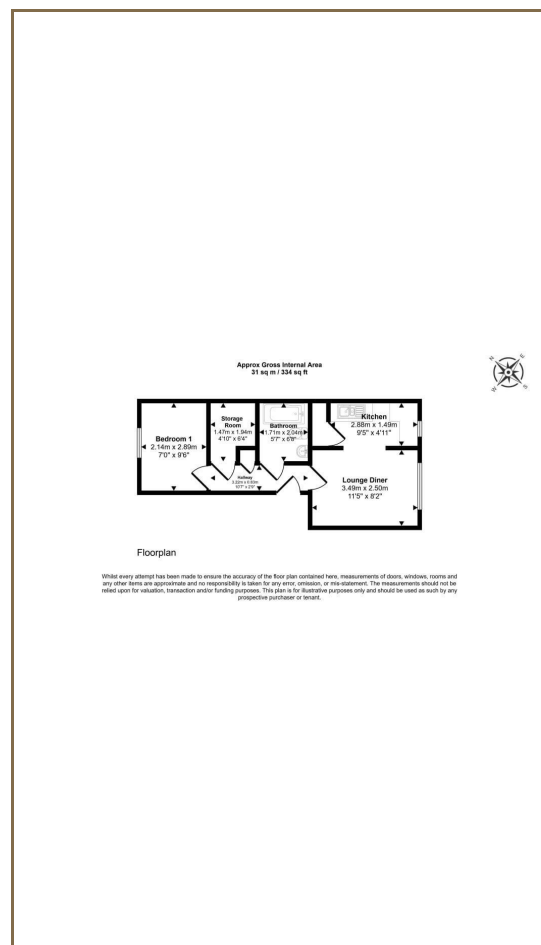 Approx Gross Internal Area
31 sq m / 334 sq ft
N
E
S
W
Storage
Room
1.47m x 1.94m
4'10" x 6'4"
Bathroom
1.71m x 2.04m
5'7" x 6'8"
Kitchen
2.88m x 1.49m
9'5" x 4'11"
Bedroom 1
2.14m x 2.89m
7'0" x 9'6"
Hallway
Lounge Diner
3.49m x 2.50m
11'5" x 8'2"
Floorplan
Whilst every attempt has been made to ensure the accuracy of the floor plan contained here, measurements of doors, windows, rooms and
any other items are approximate and no responsibility is taken for any error, omission, or mis-statement. The measurements should not be
relied upon for valuation, transaction and/or funding purposes. This plan is for illustrative purposes only and should be used as such by any
prospective purchaser or tenant.